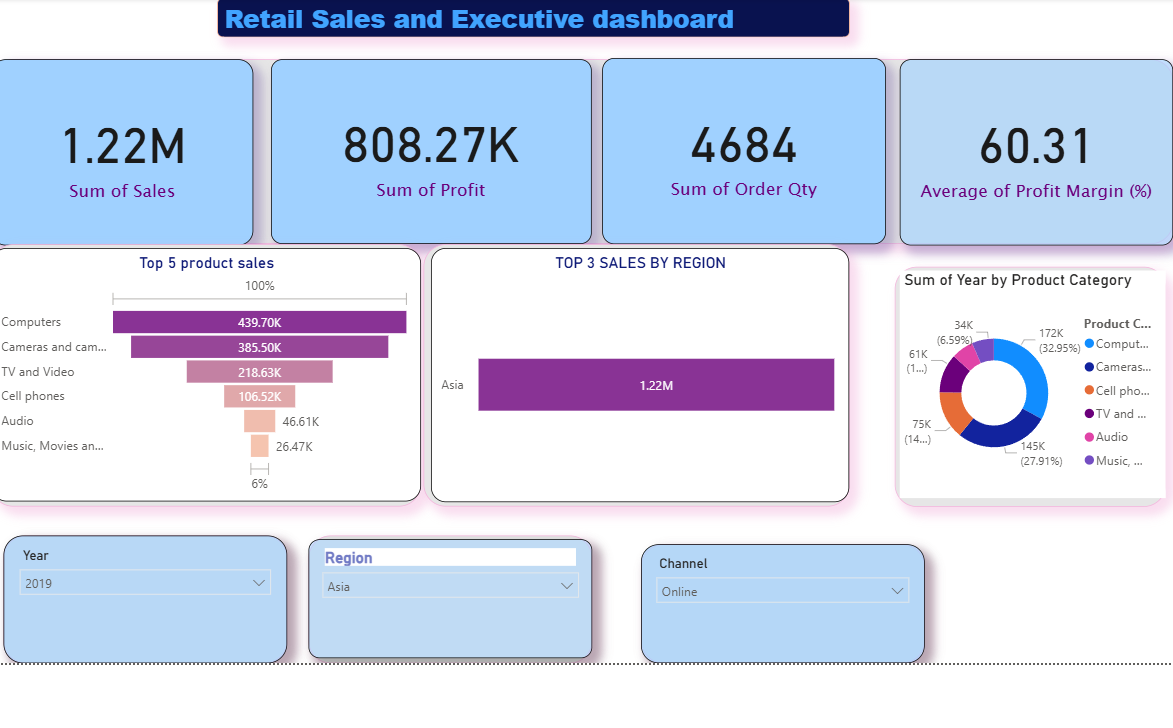 Retail Sales and Executive dashboard
1.22M
Sum of Sales
808.27K
Sum of Profit
4684
Sum of Order Qty
60.31
Average of Profit Margin (%)
Top 5 product sales
100%
Computers
439.70K
Cameras and cam...
385.50K
TV and Video
218.63K
Cell phones
106.52K
Audio
46.61K
Music, Movies an...
26.47K
6%
TOP 3 SALES BY REGION
Asia
1.22M
Sum of Year by Product Category
34K
(6.59%)
172K
(32.95%)
61K
(1...)
75K
(14...)
145K
(27.91%)
Product C...
Comput...
Cameras...
Cell pho...
TV and ...
Audio
Music, ...
Year
2019
Region
Asia
Channel
Online